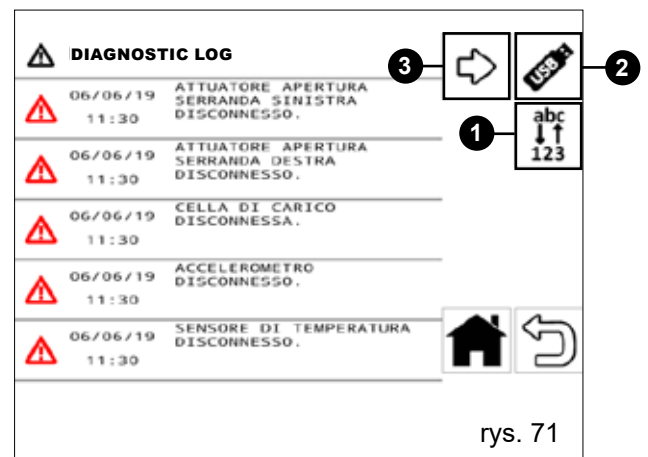 DIAGNOSTIC LOG
3
USB
2
1
abc
123
06/06/19
11:30
ATTUATORE APERTURA
SERRANDA SINISTRA
DISCONNESSO.
06/06/19
11:30
ATTUATORE APERTURA
SERRANDA DESTRA
DISCONNESSO.
06/06/19
11:30
CELLA DI CARICO
DISCONNESSA.
06/06/19
11:30
ACCELEROMETRO
DISCONNESSO.
06/06/19
11:30
SENSORE DI TEMPERATURA
DISCONNESSO.
rys. 71